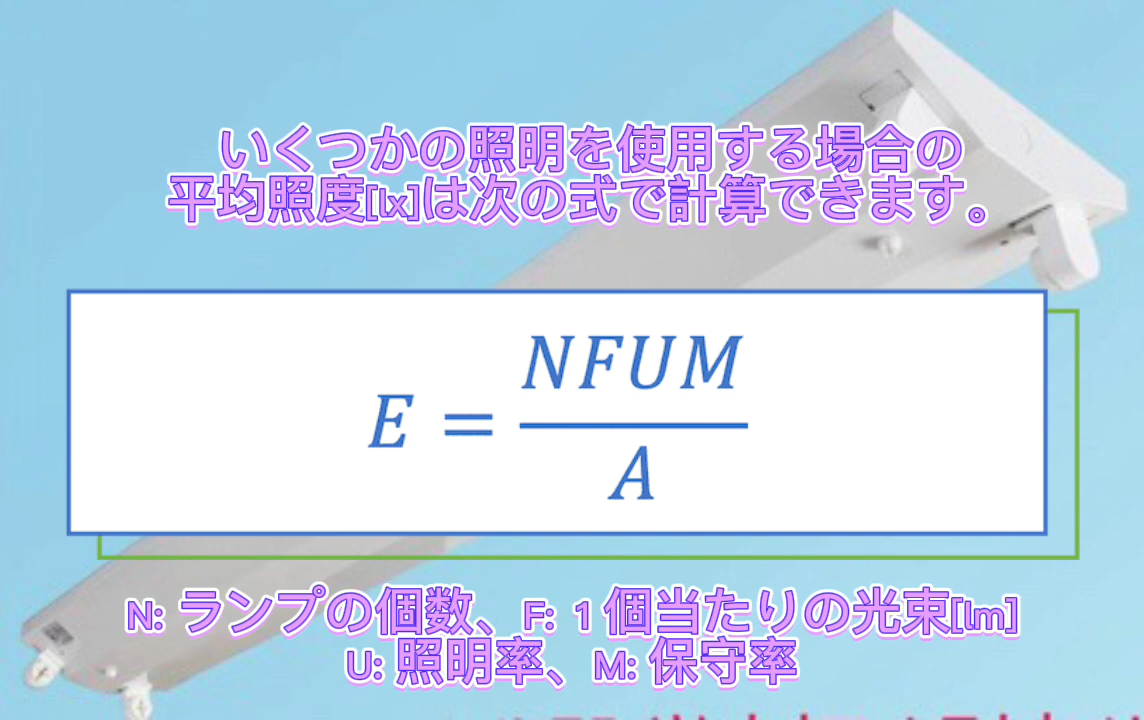 いくつかの照明を使用する場合の
平均照度[lx]は次の式で計算できます。
E = NFUM / A
N: ランプの個数、F: 1個当たりの光束[lm]
U: 照明率、M: 保守率